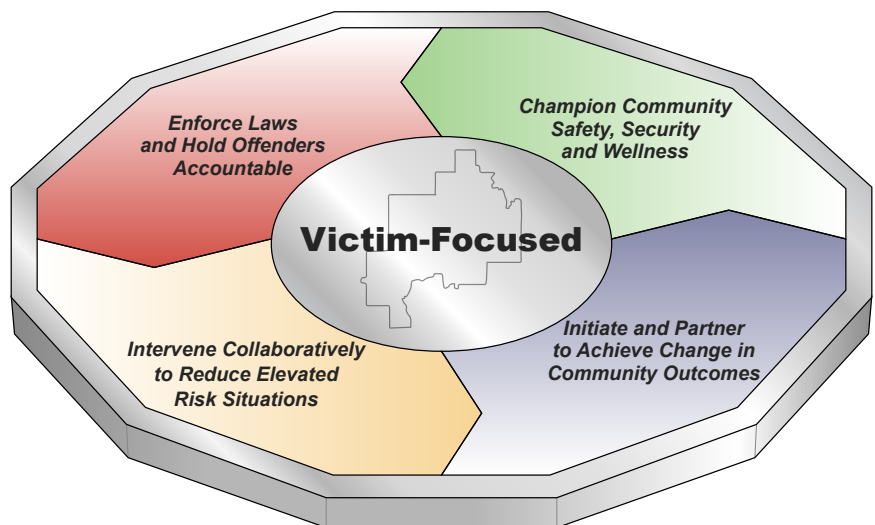 Enforce Laws
and Hold Offenders
Accountable
Champion Community
Safety, Security
and Wellness
Victim-Focused
Intervene Collaboratively
to Reduce Elevated
Risk Situations
Initiate and Partner
to Achieve Change in
Community Outcomes